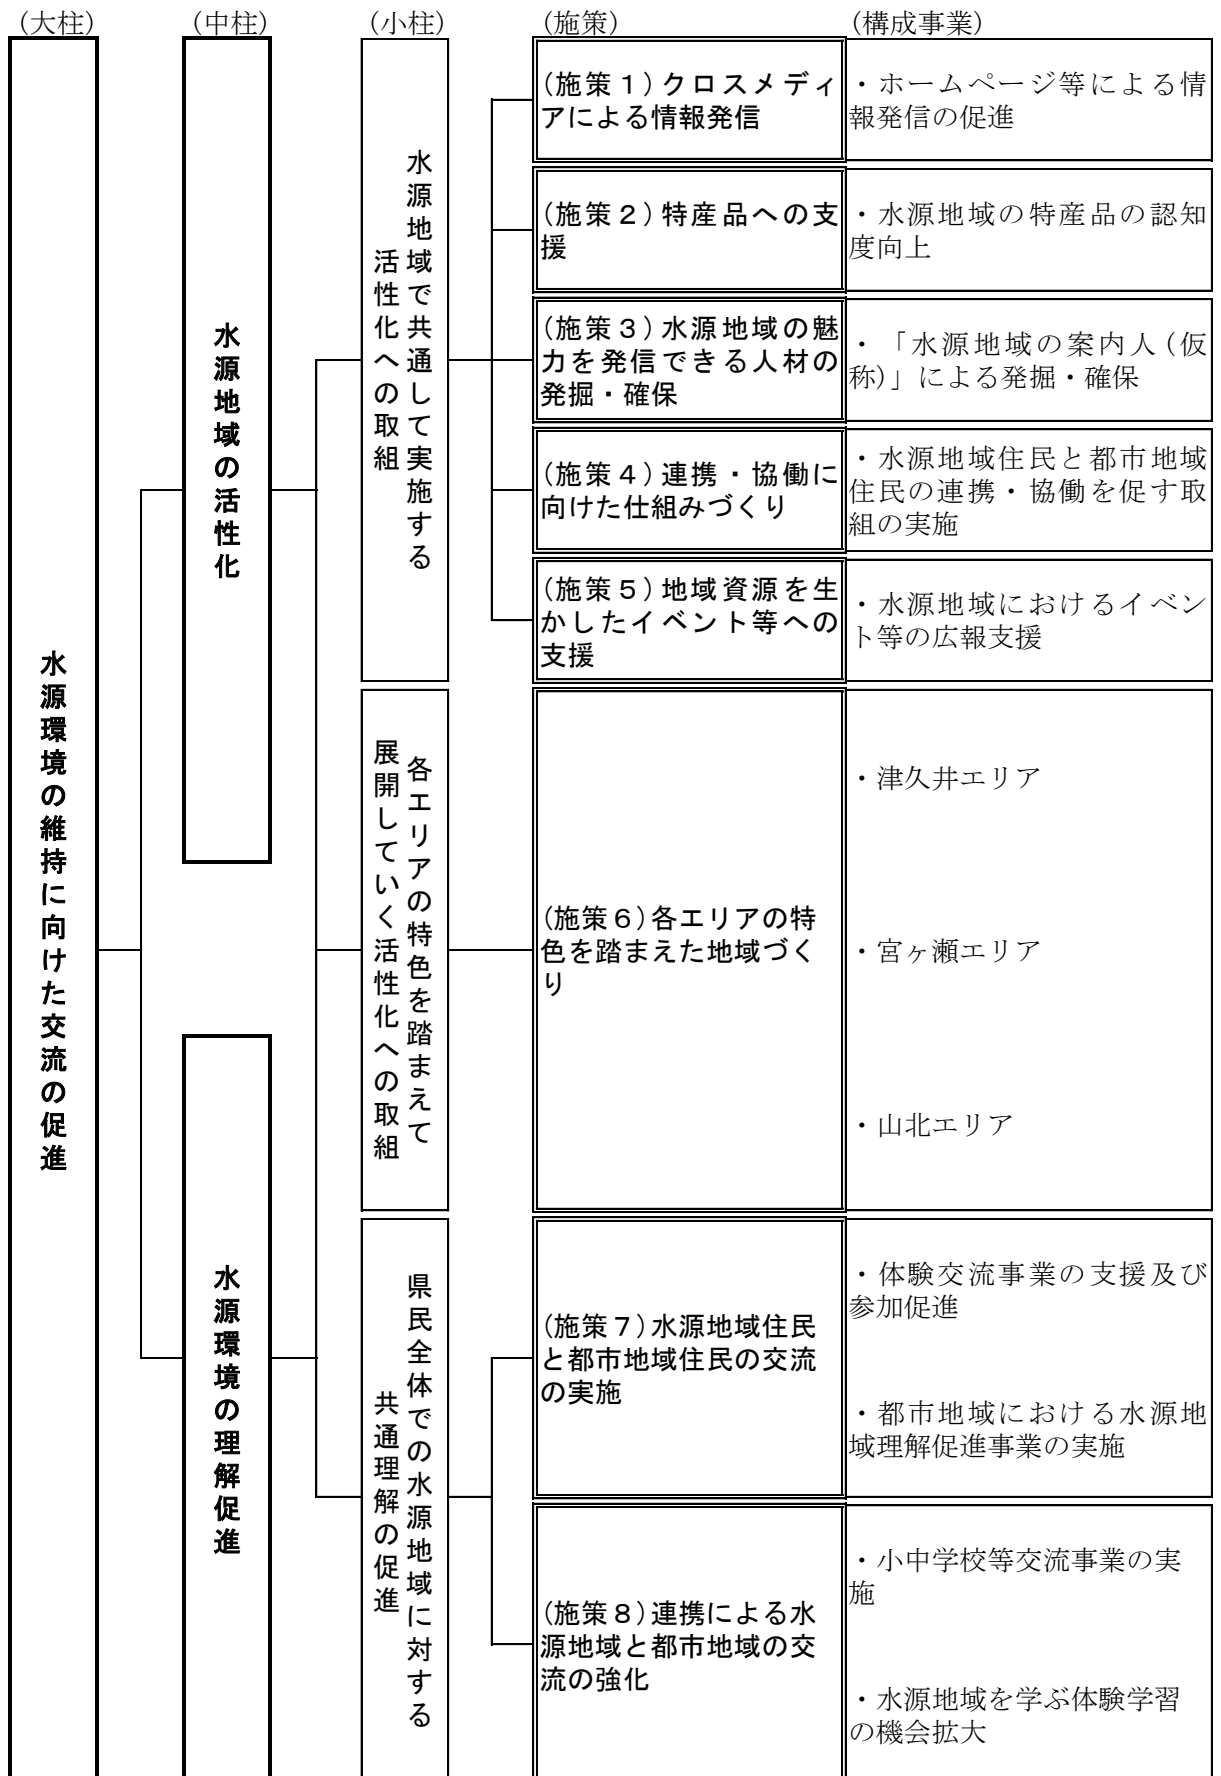 (大柱)
(中柱)
(小柱)
(施策)
(構成事業)
水源環境の維持に向けた交流の促進
水源地域の活性化
水源地域で共通して実施する
活性化への取組
(施策１)クロスメディ
アによる情報発信
・ホームページ等による情
報発信の促進
(施策２)特産品への支
援
・水源地域の特産品の認知
度向上
(施策３)水源地域の魅
力を発信できる人材の
発掘・確保
・「水源地域の案内人(仮
称)」による発掘・確保
(施策４)連携・協働に
向けた仕組みづくり
・水源地域住民と都市地域
住民の連携・協働を促す取
組の実施
(施策５)地域資源を生
かしたイベント等への
支援
・水源地域におけるイベン
ト等の広報支援
各エリアの特色を踏まえて
展開していく活性化への取組
(施策６)各エリアの特
色を踏まえた地域づく
り
・津久井エリア
・宮ヶ瀬エリア
・山北エリア
水源環境の理解促進
県民全体での水源地域に対する
共通理解の促進
(施策７)水源地域住民
と都市地域住民の交流
の実施
・体験交流事業の支援及び
参加促進
・都市地域における水源地
域理解促進事業の実施
(施策８)連携による水
源地域と都市地域の交
流の強化
・小中学校等交流事業の実
施
・水源地域を学ぶ体験学習
の機会拡大